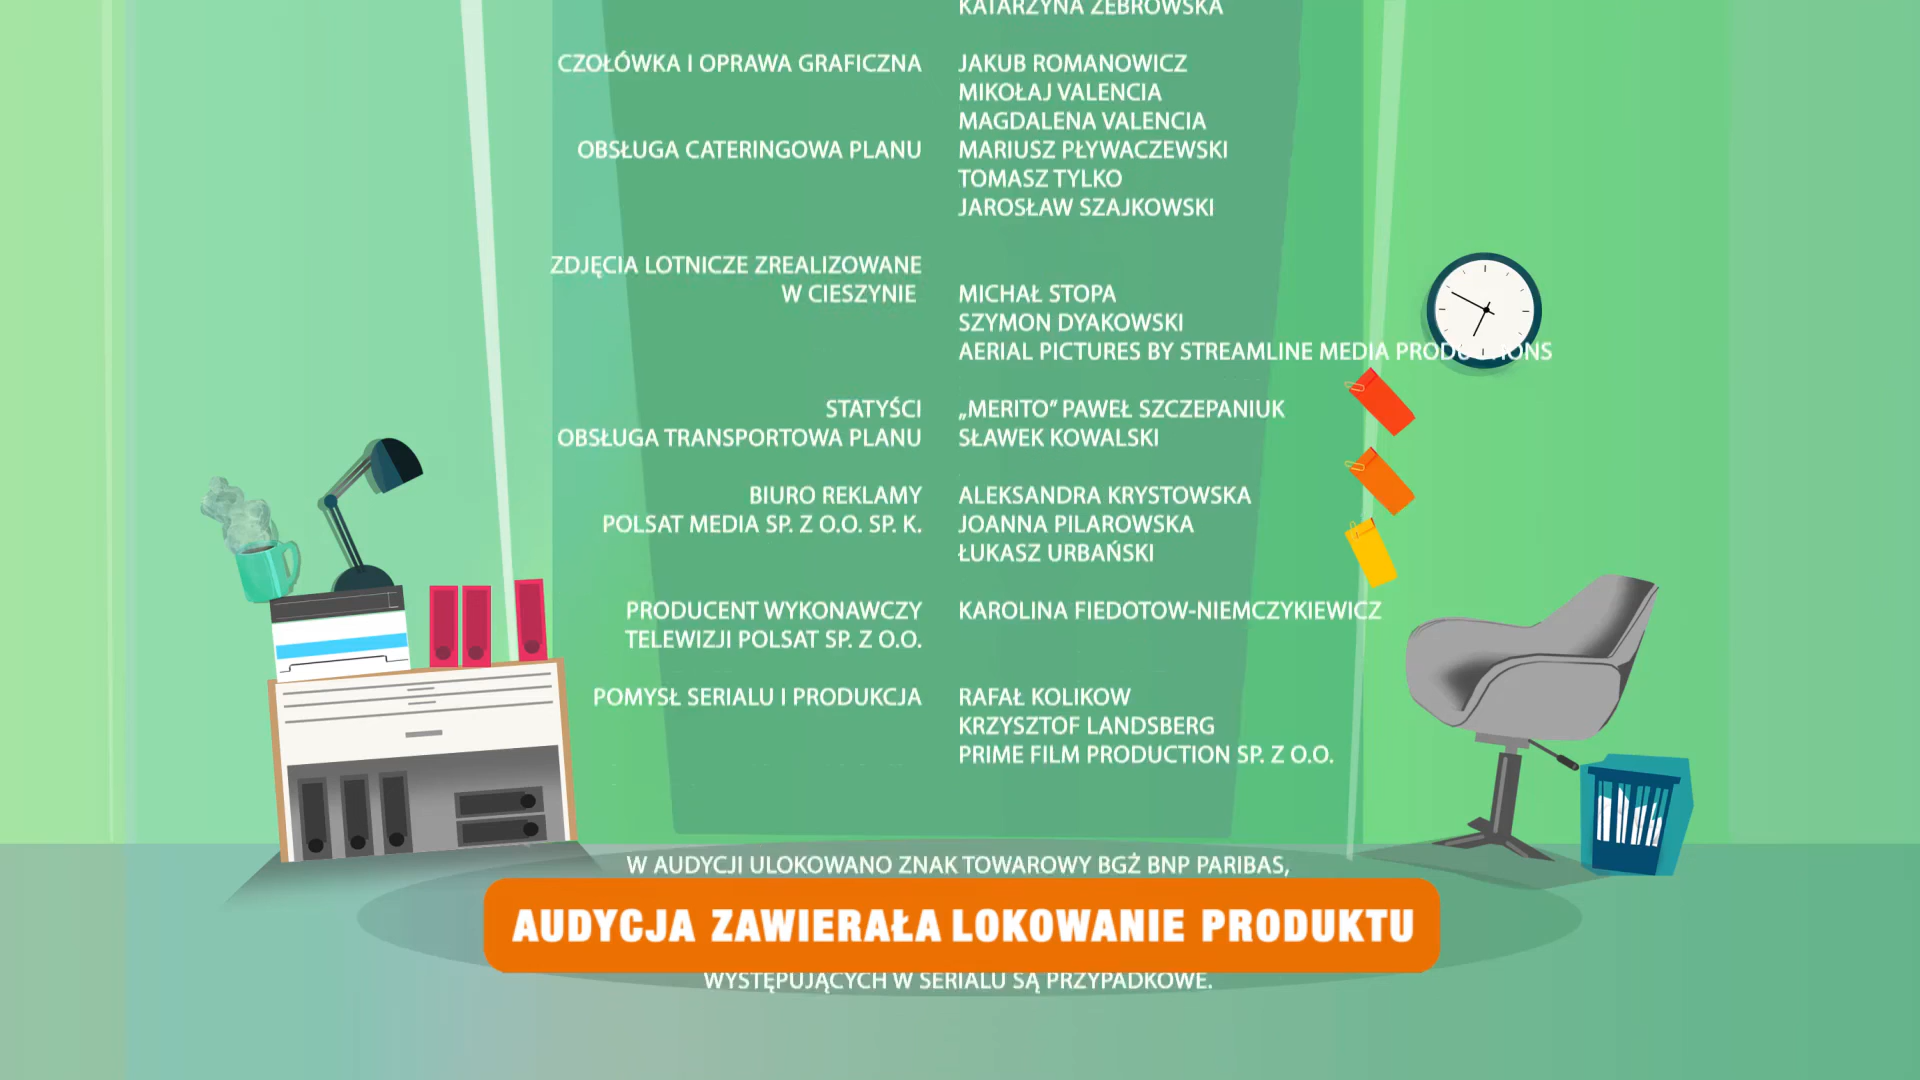 KATARZYNA ŻEBROWSKA
CZOŁÓWKA I OPRAWA GRAFICZNA JAKUB ROMANOWICZ
MIKOŁAJ VALENCIA
MAGDALENA VALENCIA
OBSŁUGA CATERINGOWA PLANU MARIUSZ PŁYWACZEWSKI
TOMASZ TYLKO
JAROSŁAW SZAJKOWSKI
ZDJĘCIA LOTNICZE ZREALIZOWANE
W CIESZYNIE MICHAŁ STOPA
SZYMON DYAKOWSKI
AERIAL PICTURES BY STREAMLINE MEDIA PRODUCTIONS
STATYŚCI „MERITO” PAWEŁ SZCZEPANIUK
OBSŁUGA TRANSPORTOWA PLANU SŁAWEK KOWALSKI
BIURO REKLAMY ALEKSANDRA KRYSTOWSKA
POLSAT MEDIA SP. Z O.O. SP. K. JOANNA PILAROWSKA
ŁUKASZ URBAŃSKI
PRODUCENT WYKONAWCZY KAROLINA FIEDOTOW-NIEMCZYKIEWICZ
TELEWIZJI POLSAT SP. Z O.O.
POMYSŁ SERIALU I PRODUKCJA RAFAŁ KOLIKOW
KRZYSZTOF LANDSBERG
PRIME FILM PRODUCTION SP. Z O.O.
W AUDYCJI ULOKOWANO ZNAK TOWAROWY BGŻ BNP PARIBAS,
AUDYCJA ZAWIERAŁA LOKOWANIE PRODUKTU
WYSTĘPUJĄCYCH W SERIALU SĄ PRZYPADKOWE.